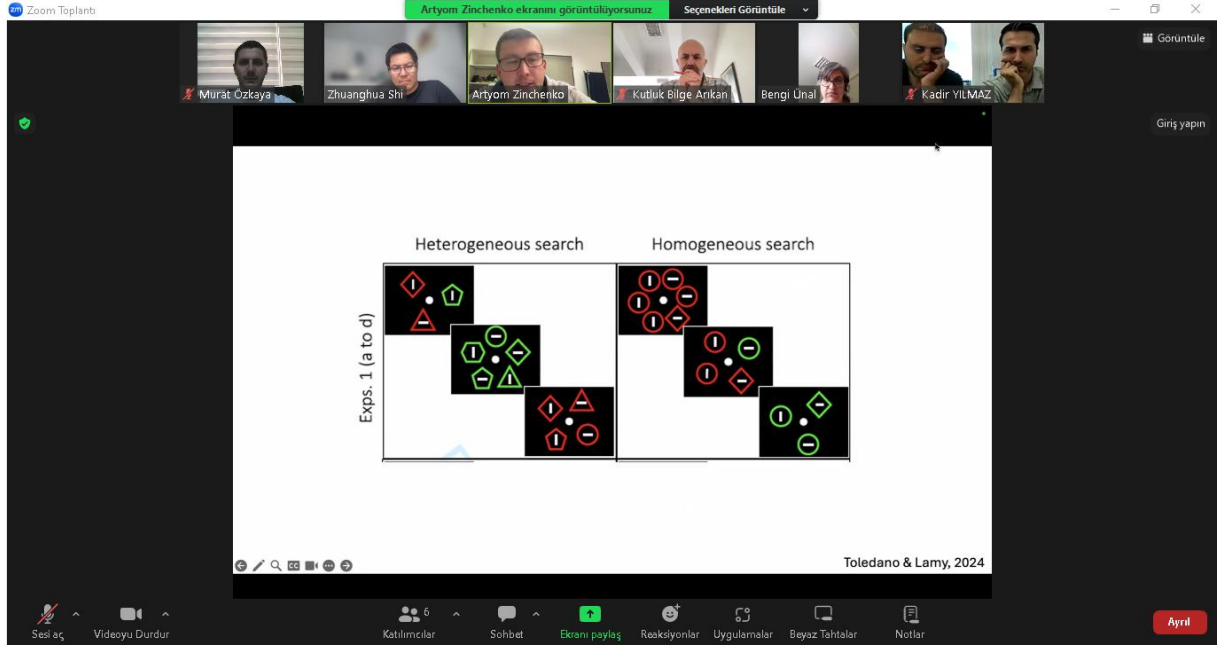 Zoom Toplantı
Artyom Zinchenko ekranını görüntülüyorsunuz
Seçenekleri Görüntüle
Görüntüle
Murat Özkaya
Zhuanghua Shi
Artyom Zinchenko
Kutluk Bilge Arıkan
Bengi Ünal
Kadir YILMAZ
Giriş yapın
Heterogeneous search
Homogeneous search
Exps. 1 (a to d)
Toledano & Lamy, 2024
Sesi aç
Videoyu Durdur
Katılımcılar
6
Sohbet
Ekranı paylaş
Reaksiyonlar
Uygulamalar
Beyaz Tahtalar
Notlar
Ayrıl